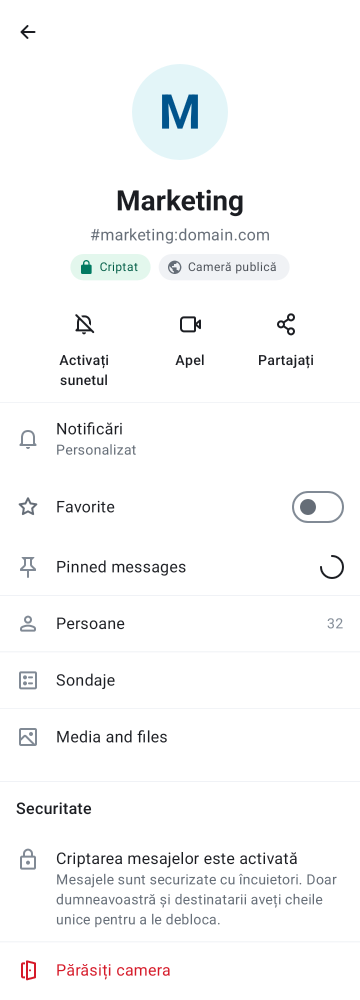 M
Marketing
#marketing:domain.com
Criptat
Cameră publică
Activați
sunetul
Apel
Partajați
Notificări
Personalizat
Favorite
Pinned messages
Persoane
32
Sondaje
Media and files
Securitate
Criptarea mesajelor este activată
Mesajele sunt securizate cu încuietori. Doar
dumneavoastră și destinatarii aveți cheile
unice pentru a le debloca.
Părăsiți camera